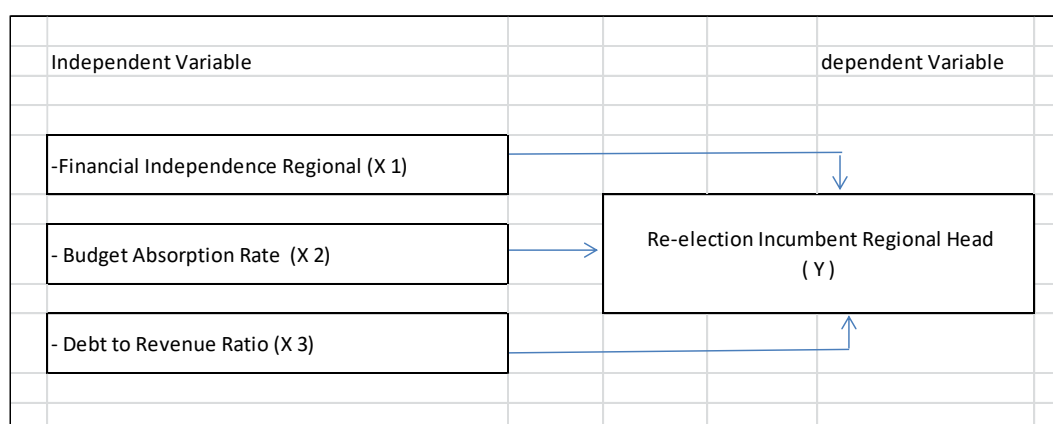 Independent Variable
dependent Variable
-Financial Independence Regional (X 1)
- Budget Absorption Rate (X 2)
Re-election Incumbent Regional Head
( Y )
- Debt to Revenue Ratio (X 3)